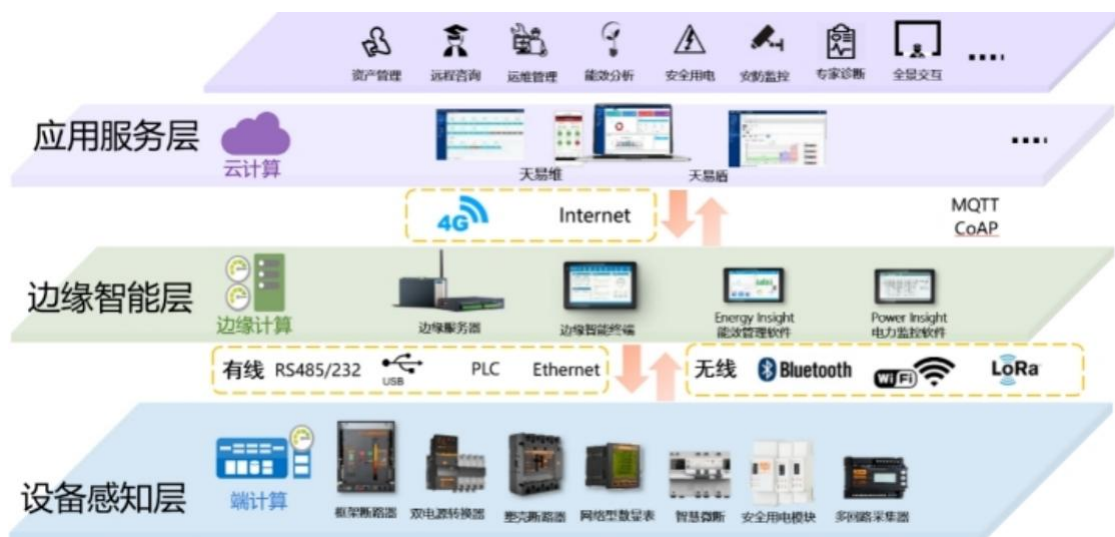 资产管理 远程咨询 运维管理 能效分析 安全用电 安防监控 专家诊断 全景交互 ....
应用服务层
云计算
天易维 天易盾
....
4G Internet
MQTT
CoAP
边缘智能层
边缘计算
边缘服务器 边缘智能终端
Energy Insight
能效管理软件
Power Insight
电力监控软件
有线 RS485/232 USB PLC Ethernet
无线 Bluetooth WiFi LoRa
设备感知层
端计算
框架断路器 双电源转换器 塑壳断路器 网络型数显表 智慧微断 安全用电模块 多回路采集器